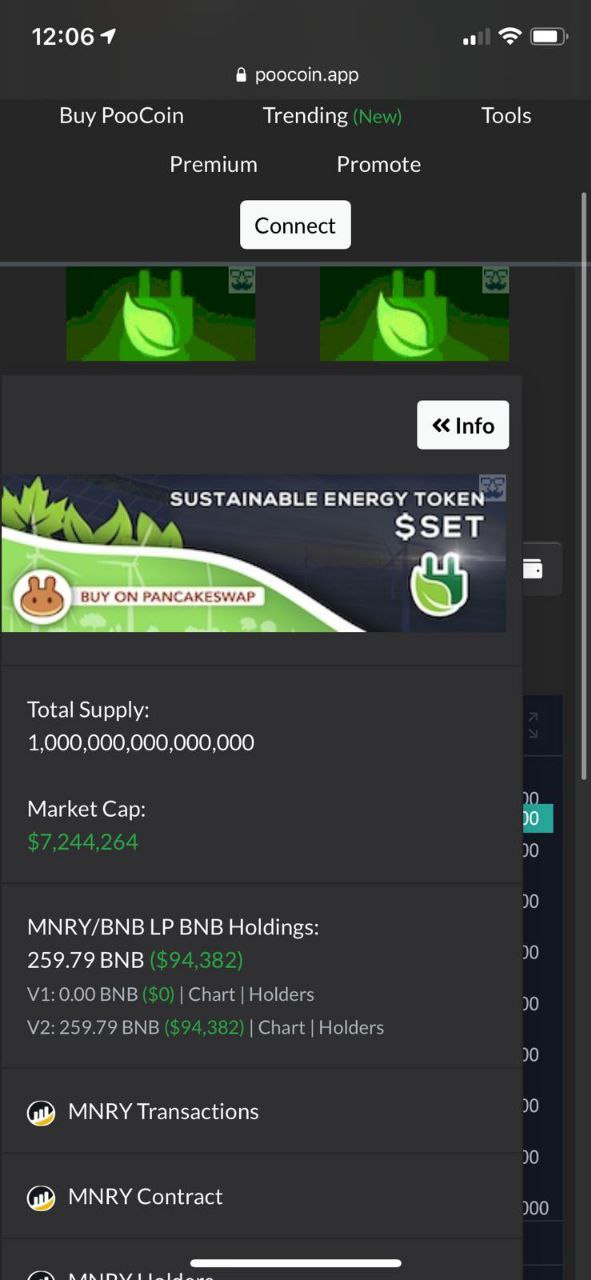 12:06
poocoin.app
Buy PooCoin
Trending (New)
Tools
Premium
Promote
Connect
« Info
SUSTAINABLE ENERGY TOKEN
$SET
BUY ON PANCAKESWAP
Total Supply:
1,000,000,000,000,000
Market Cap:
$7,244,264
MNRY/BNB LP BNB Holdings:
259.79 BNB ($94,382)
V1: 0.00 BNB ($0) | Chart | Holders
V2: 259.79 BNB ($94,382) | Chart | Holders
MNRY Transactions
MNRY Contract
MNRY Holders
00
00
00
00
00
00
00
00
00
000